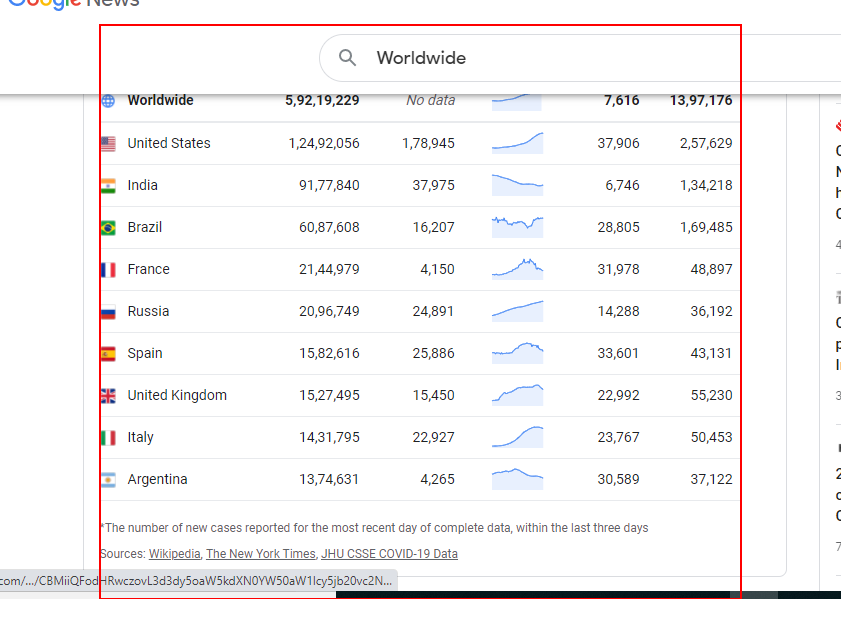 Google News
Worldwide
Worldwide 5,92,19,229 No data 7,616 13,97,176
United States 1,24,92,056 1,78,945 37,906 2,57,629
India 91,77,840 37,975 6,746 1,34,218
Brazil 60,87,608 16,207 28,805 1,69,485
France 21,44,979 4,150 31,978 48,897
Russia 20,96,749 24,891 14,288 36,192
Spain 15,82,616 25,886 33,601 43,131
United Kingdom 15,27,495 15,450 22,992 55,230
Italy 14,31,795 22,927 23,767 50,453
Argentina 13,74,631 4,265 30,589 37,122
*The number of new cases reported for the most recent day of complete data, within the last three days
Sources: Wikipedia, The New York Times, JHU CSSE COVID-19 Data